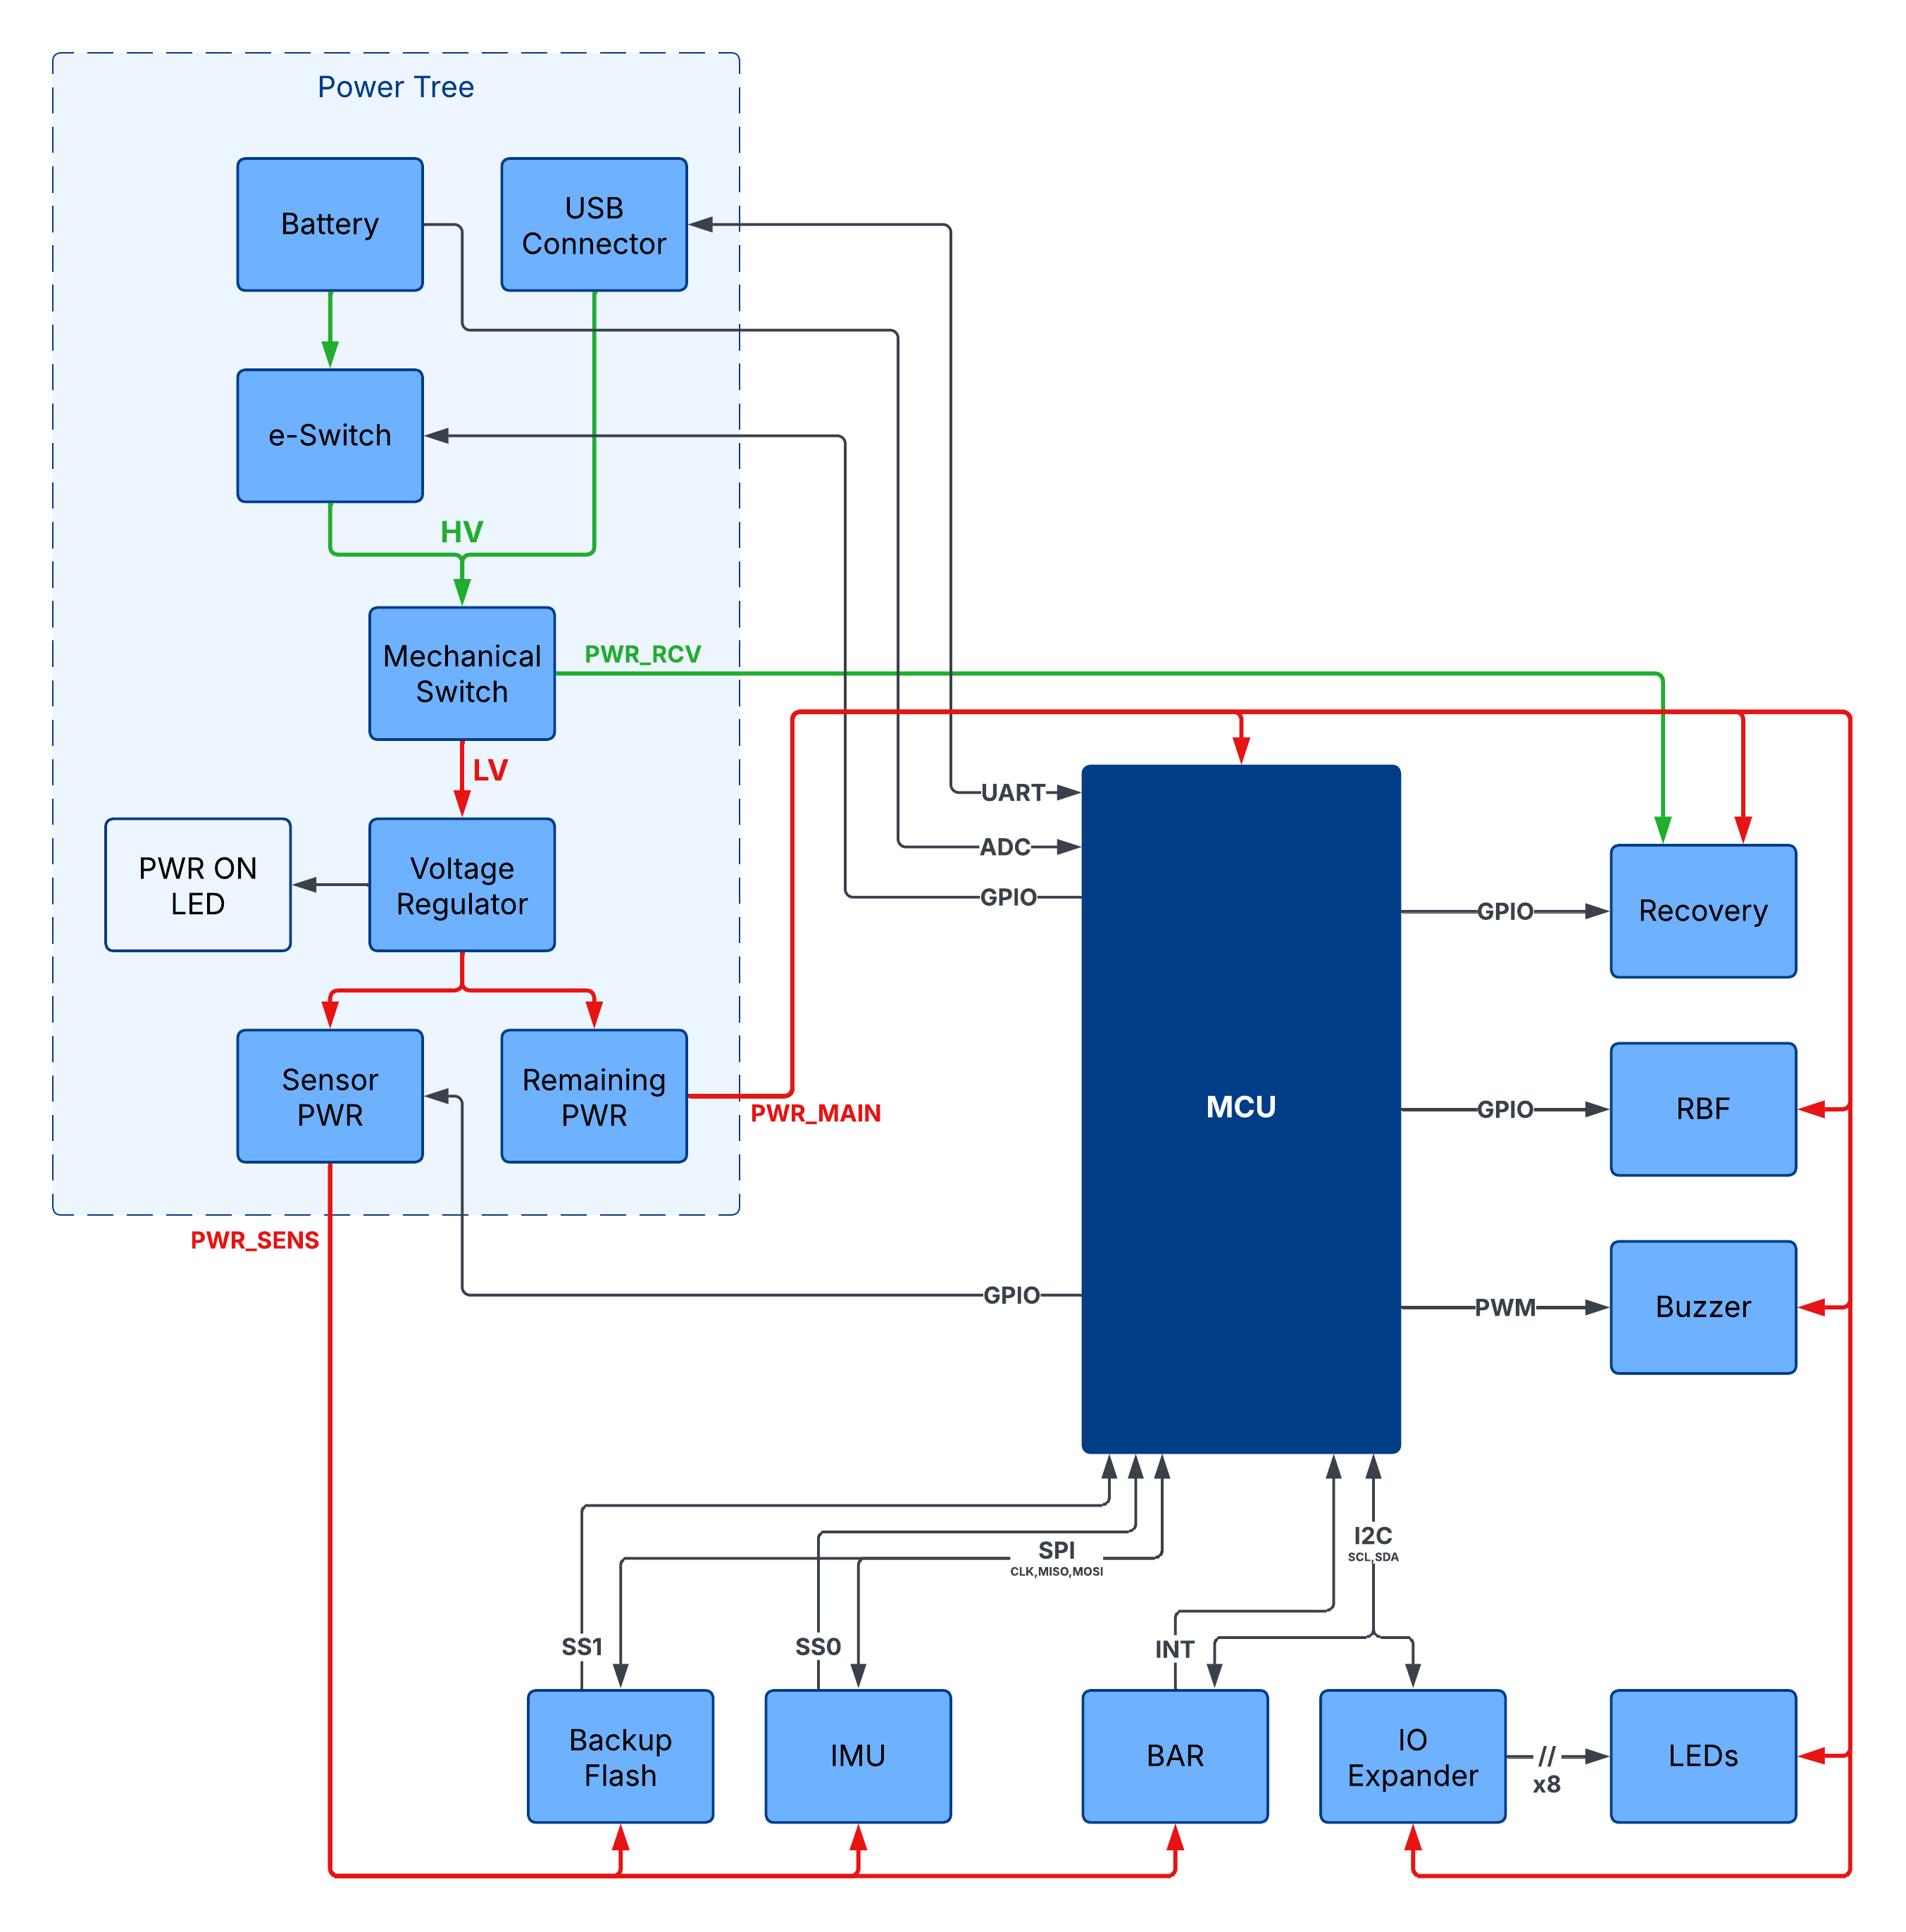 Power Tree
Battery
USB
Connector
e-Switch
HV
Mechanical
Switch
PWR_RCV
LV
UART
ADC
GPIO
PWR ON
LED
Voltage
Regulator
GPIO
Recovery
Sensor
PWR
Remaining
PWR
PWR_MAIN
MCU
GPIO
RBF
PWR_SENS
GPIO
PWM
Buzzer
SPI
CLK,MISO,MOSI
I2C
SCL,SDA
SS1
SS0
INT
Backup
Flash
IMU
BAR
IO
Expander
//
x8
LEDs